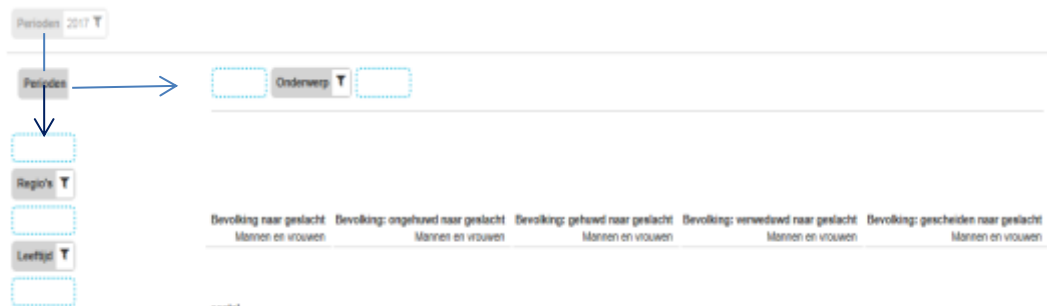 Perioden 2017
Perioden
Onderwerp
Regio's
Bevolking naar geslacht Bevolking: ongehuwd naar geslacht Bevolking: gehuwd naar geslacht Bevolking: verweduwd naar geslacht Bevolking: gescheiden naar geslacht
Mannen en vrouwen Mannen en vrouwen Mannen en vrouwen Mannen en vrouwen Mannen en vrouwen
Leeftijd